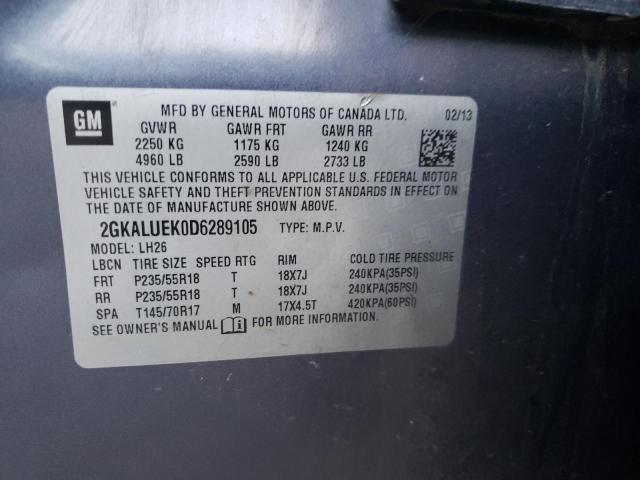 GM
MFD BY GENERAL MOTORS OF CANADA LTD. 02/13
GVWR GAWR FRT GAWR RR
2250 KG 1175 KG 1240 KG
4960 LB 2590 LB 2733 LB
THIS VEHICLE CONFORMS TO ALL APPLICABLE U.S. FEDERAL MOTOR
VEHICLE SAFETY AND THEFT PREVENTION STANDARDS IN EFFECT ON
THE DATE OF MANUFACTURE SHOWN ABOVE.
2GKALUEK0D6289105 TYPE: M.P.V.
MODEL: LH26
LBCN TIRE SIZE SPEED RTG RIM COLD TIRE PRESSURE
FRT P235/55R18 T 18X7J 240KPA(35PSI)
RR P235/55R18 T 18X7J 240KPA(35PSI)
SPA T145/70R17 M 17X4.5T 420KPA(60PSI)
SEE OWNER'S MANUAL i FOR MORE INFORMATION.